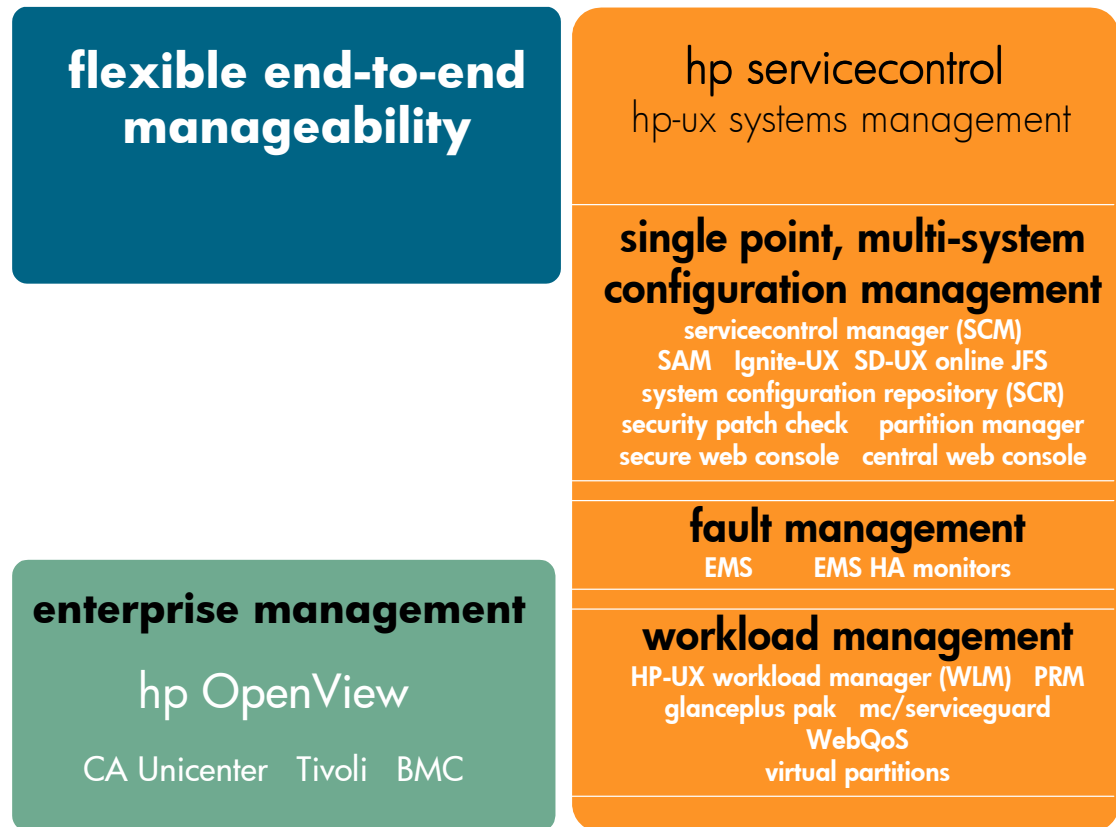 flexible end-to-end
manageability
enterprise management
hp OpenView
CA Unicenter Tivoli BMC
hp servicecontrol
hp-ux systems management
single point, multi-system
configuration management
servicecontrol manager (SCM)
SAM Ignite-UX SD-UX online JFS
system configuration repository (SCR)
security patch check partition manager
secure web console central web console
fault management
EMS EMS HA monitors
workload management
HP-UX workload manager (WLM) PRM
glanceplus pak mc/serviceguard
WebQoS
virtual partitions